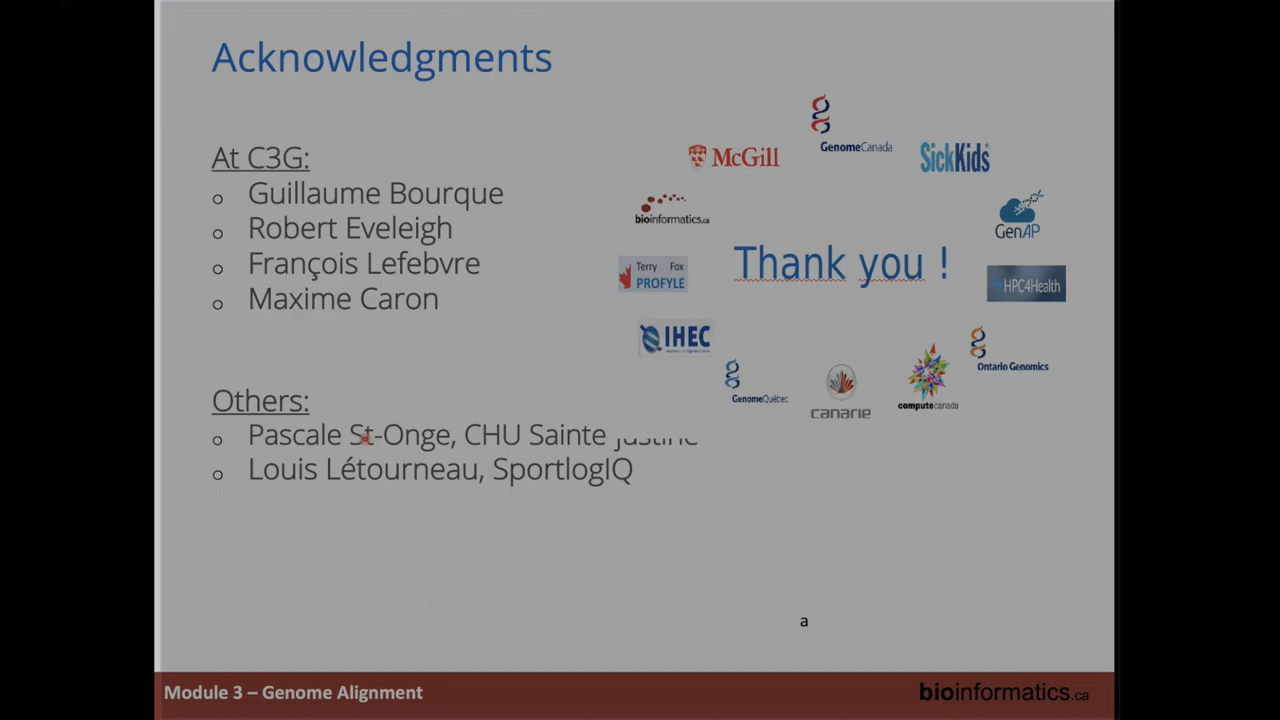 Acknowledgments
At C3G:
Guillaume Bourque
Robert Eveleigh
François Lefebvre
Maxime Caron
Others:
Pascale St-Onge, CHU Sainte Justine
Louis Létourneau, SportlogIQ
GenomeCanada
McGill
SickKids
bioinformatics.ca
GenAP
Thank you !
Terry Fox
PROFYLE
HPC4Health
IHEC
Ontario Genomics
GenomeQuébec
canarie
computecanada
a
Module 3 – Genome Alignment
bioinformatics.ca